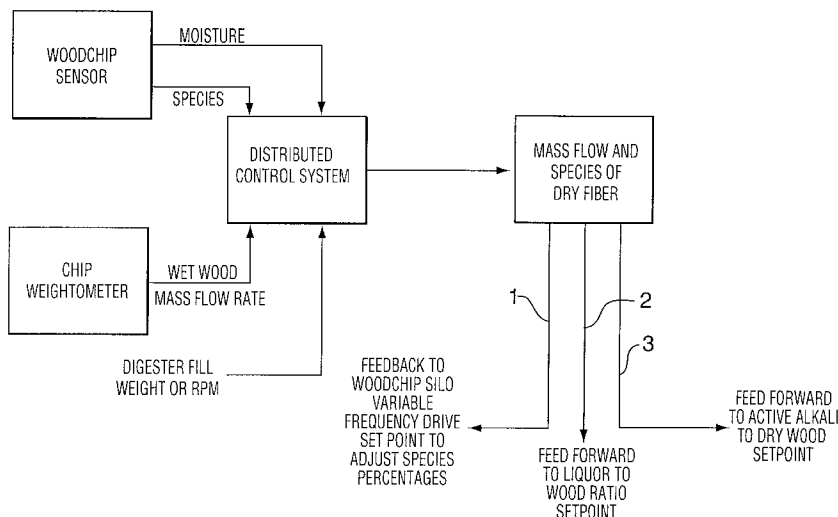 MOISTURE
WOODCHIP
SENSOR
SPECIES
DISTRIBUTED
CONTROL SYSTEM
MASS FLOW AND
SPECIES OF
DRY FIBER
CHIP
WEIGHTOMETER
WET WOOD
MASS FLOW RATE
DIGESTER FILL
WEIGHT OR RPM
1
2
3
FEEDBACK TO
WOODCHIP SILO
VARIABLE
FREQUENCY DRIVE
SET POINT TO
ADJUST SPECIES
PERCENTAGES
FEED FORWARD
TO LIQUOR TO
WOOD RATIO
SETPOINT
FEED FORWARD
TO ACTIVE ALKALI
TO DRY WOOD
SETPOINT